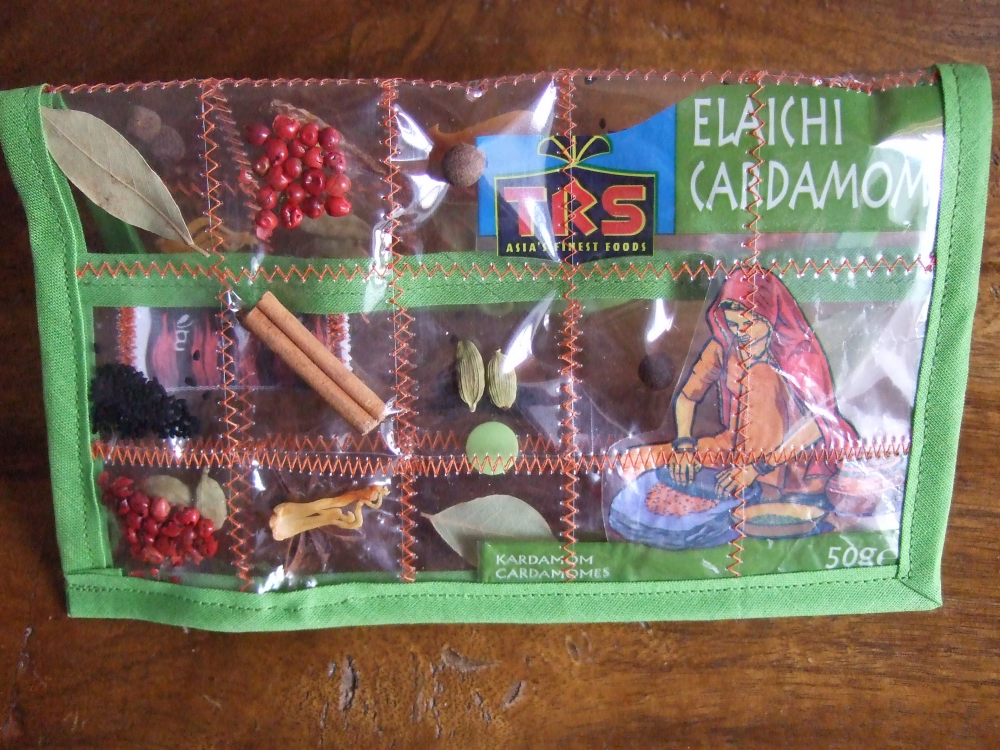 ELAICHI
CARDAMOM
TRS
ASIA'S FINEST FOODS
KARDAMOM
CARDAMOMES
50g